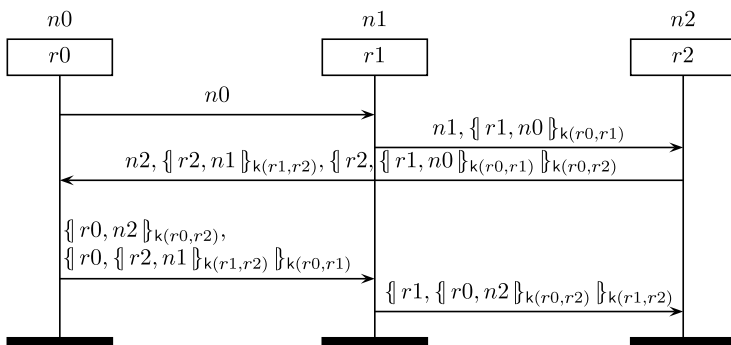 n0 n1 n2
r0 r1 r2
n0
n1, {| r1, n0 |}k(r0,r1)
n2, {| r2, n1 |}k(r1,r2), {| r2, {| r1, n0 |}k(r0,r1) |}k(r0,r2)
{| r0, n2 |}k(r0,r2),
{| r0, {| r2, n1 |}k(r1,r2) |}k(r0,r1)
{| r1, {| r0, n2 |}k(r0,r2) |}k(r1,r2)